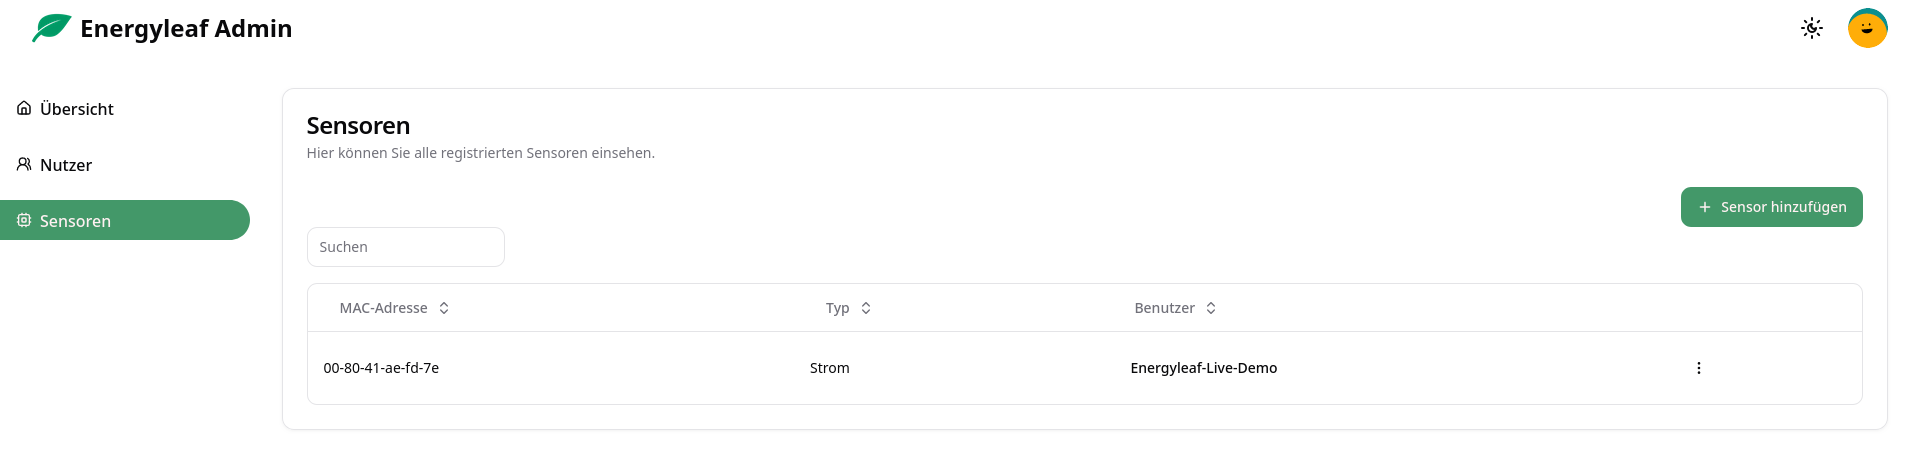 Energyleaf Admin
Übersicht
Nutzer
Sensoren
Sensoren
Hier können Sie alle registrierten Sensoren einsehen.
Sensor hinzufügen
Suchen
MAC-Adresse Typ Benutzer
00-80-41-ae-fd-7e Strom Energyleaf-Live-Demo